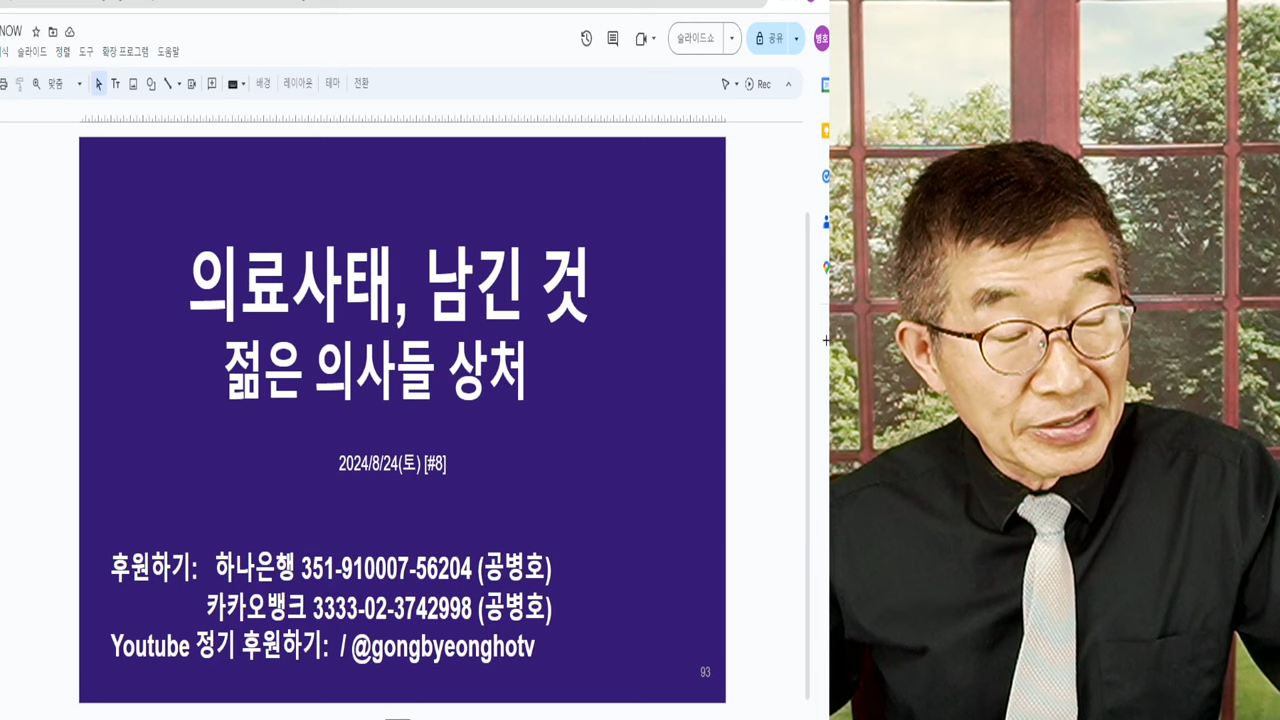 NOW
슬라이드 정렬 도구 확장 프로그램 도움말
슬라이드쇼
공유
병호
맞춤
Tт
배경
레이아웃
테마
전환
Rec
의료사태, 남긴 것
젊은 의사들 상처
2024/8/24(토) [#8]
후원하기: 하나은행 351-910007-56204 (공병호)
카카오뱅크 3333-02-3742998 (공병호)
Youtube 정기 후원하기: / @gongbyeonghotv
93